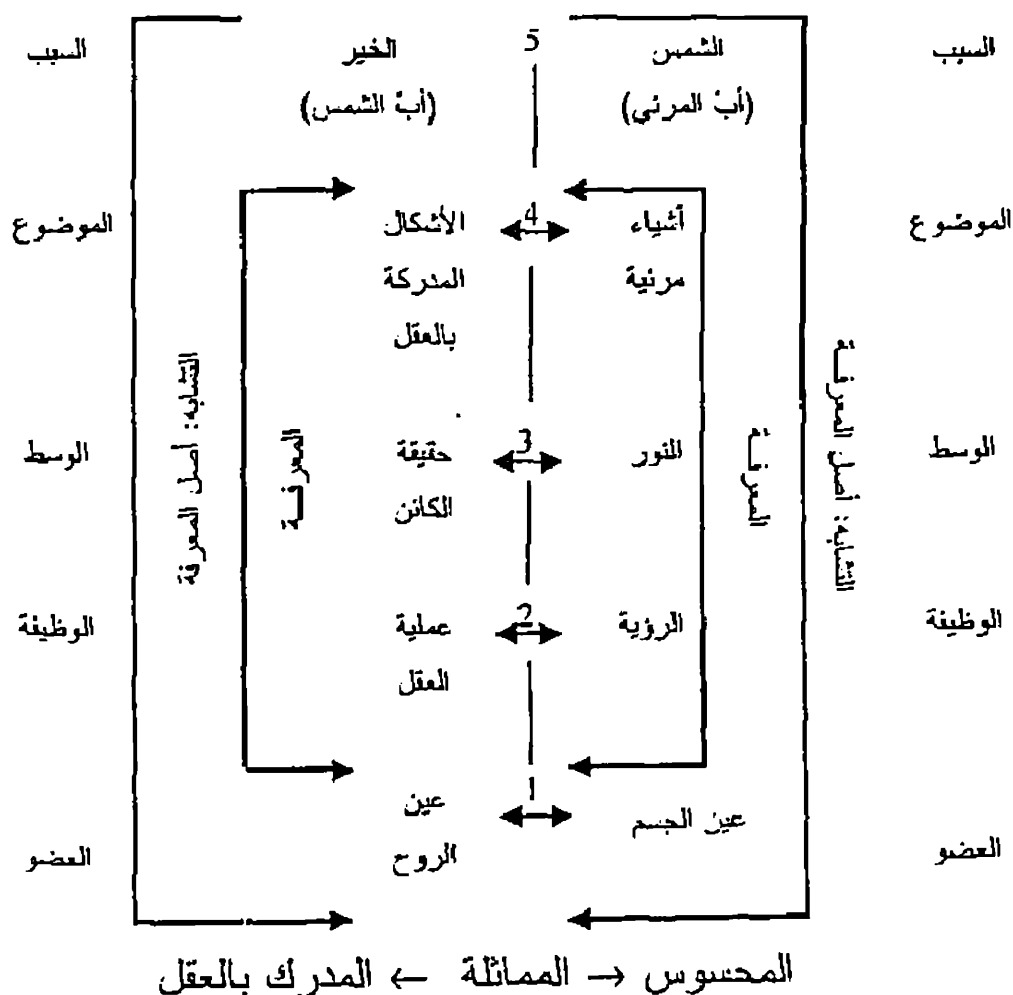 السبب
الشمس
5
الخير
السبب
(أبُ المرئي)
(أبُ الشمس)
الموضوع
أشياء
4
الأشكال
الموضوع
مرئية
المدركة
بالعقل
التشابه: أصل المعرفة
المعرفة
المعرفة
التشابه: أصل المعرفة
الوسط
النور
3
حقيقة
الوسط
الكائن
الوظيفة
الرؤية
2
عملية
الوظيفة
العقل
عين الجسم
1
عين
العضو
الروح
العضو
المحسوس → المماثلة ← المدرك بالعقل